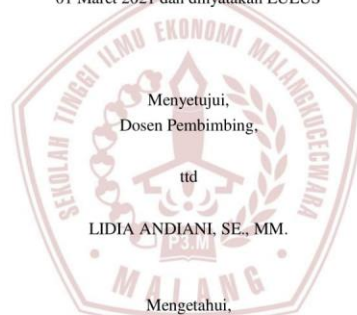 01 Maret 2021 dan dinyatakan LULUS
SEKOLAH TINGGI ILMU EKONOMI MALANGKUCECWARA
Menyetujui,
Dosen Pembimbing,
ttd
LIDIA ANDIANI, SE., MM.
P3.M
MALANG
Mengetahui,